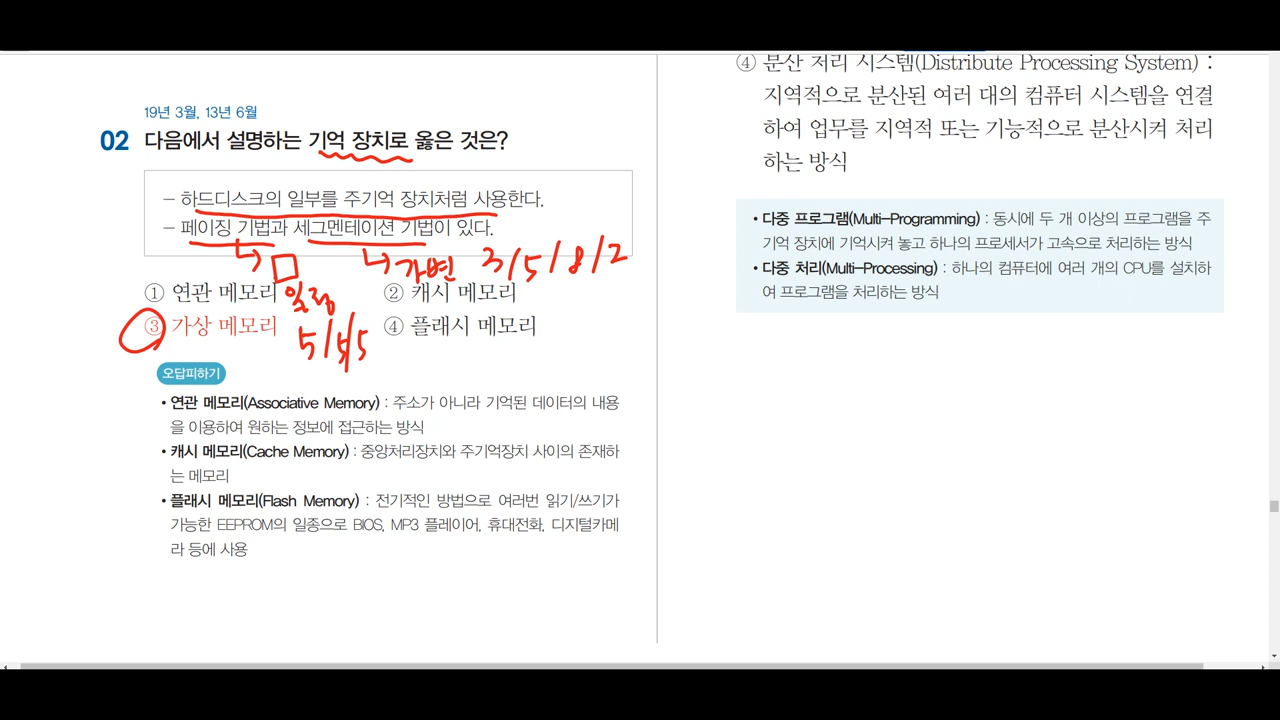 19년 3월, 13년 6월
02 다음에서 설명하는 기억 장치로 옳은 것은?
– 하드디스크의 일부를 주기억 장치처럼 사용한다.
– 페이징 기법과 세그멘테이션 기법이 있다.
가변 3/5/8/2
① 연관 메모리 ② 캐시 메모리
일정
③ 가상 메모리 ④ 플래시 메모리
5/5/5
오답피하기
• 연관 메모리(Associative Memory) : 주소가 아니라 기억된 데이터의 내용
을 이용하여 원하는 정보에 접근하는 방식
• 캐시 메모리(Cache Memory) : 중앙처리장치와 주기억장치 사이의 존재하
는 메모리
• 플래시 메모리(Flash Memory) : 전기적인 방법으로 여러번 읽기/쓰기가
가능한 EEPROM의 일종으로 BIOS, MP3 플레이어, 휴대전화, 디지털카메
라 등에 사용
④ 분산 처리 시스템(Distribute Processing System) :
지역적으로 분산된 여러 대의 컴퓨터 시스템을 연결
하여 업무를 지역적 또는 기능적으로 분산시켜 처리
하는 방식
• 다중 프로그램(Multi-Programming) : 동시에 두 개 이상의 프로그램을 주
기억 장치에 기억시켜 놓고 하나의 프로세서가 고속으로 처리하는 방식
• 다중 처리(Multi-Processing) : 하나의 컴퓨터에 여러 개의 CPU를 설치하
여 프로그램을 처리하는 방식